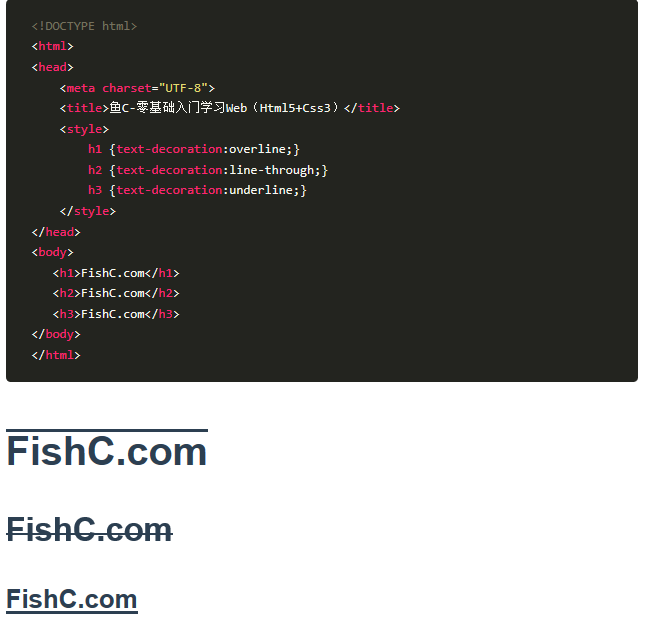 <!DOCTYPE html>
<html>
<head>
    <meta charset="UTF-8">
    <title>鱼C-零基础入门学习Web（Html5+Css3）</title>
    <style>
        h1 {text-decoration:overline;}
        h2 {text-decoration:line-through;}
        h3 {text-decoration:underline;}
    </style>
</head>
<body>
   <h1>FishC.com</h1>
   <h2>FishC.com</h2>
   <h3>FishC.com</h3>
</body>
</html>
FishC.com
FishC.com
FishC.com